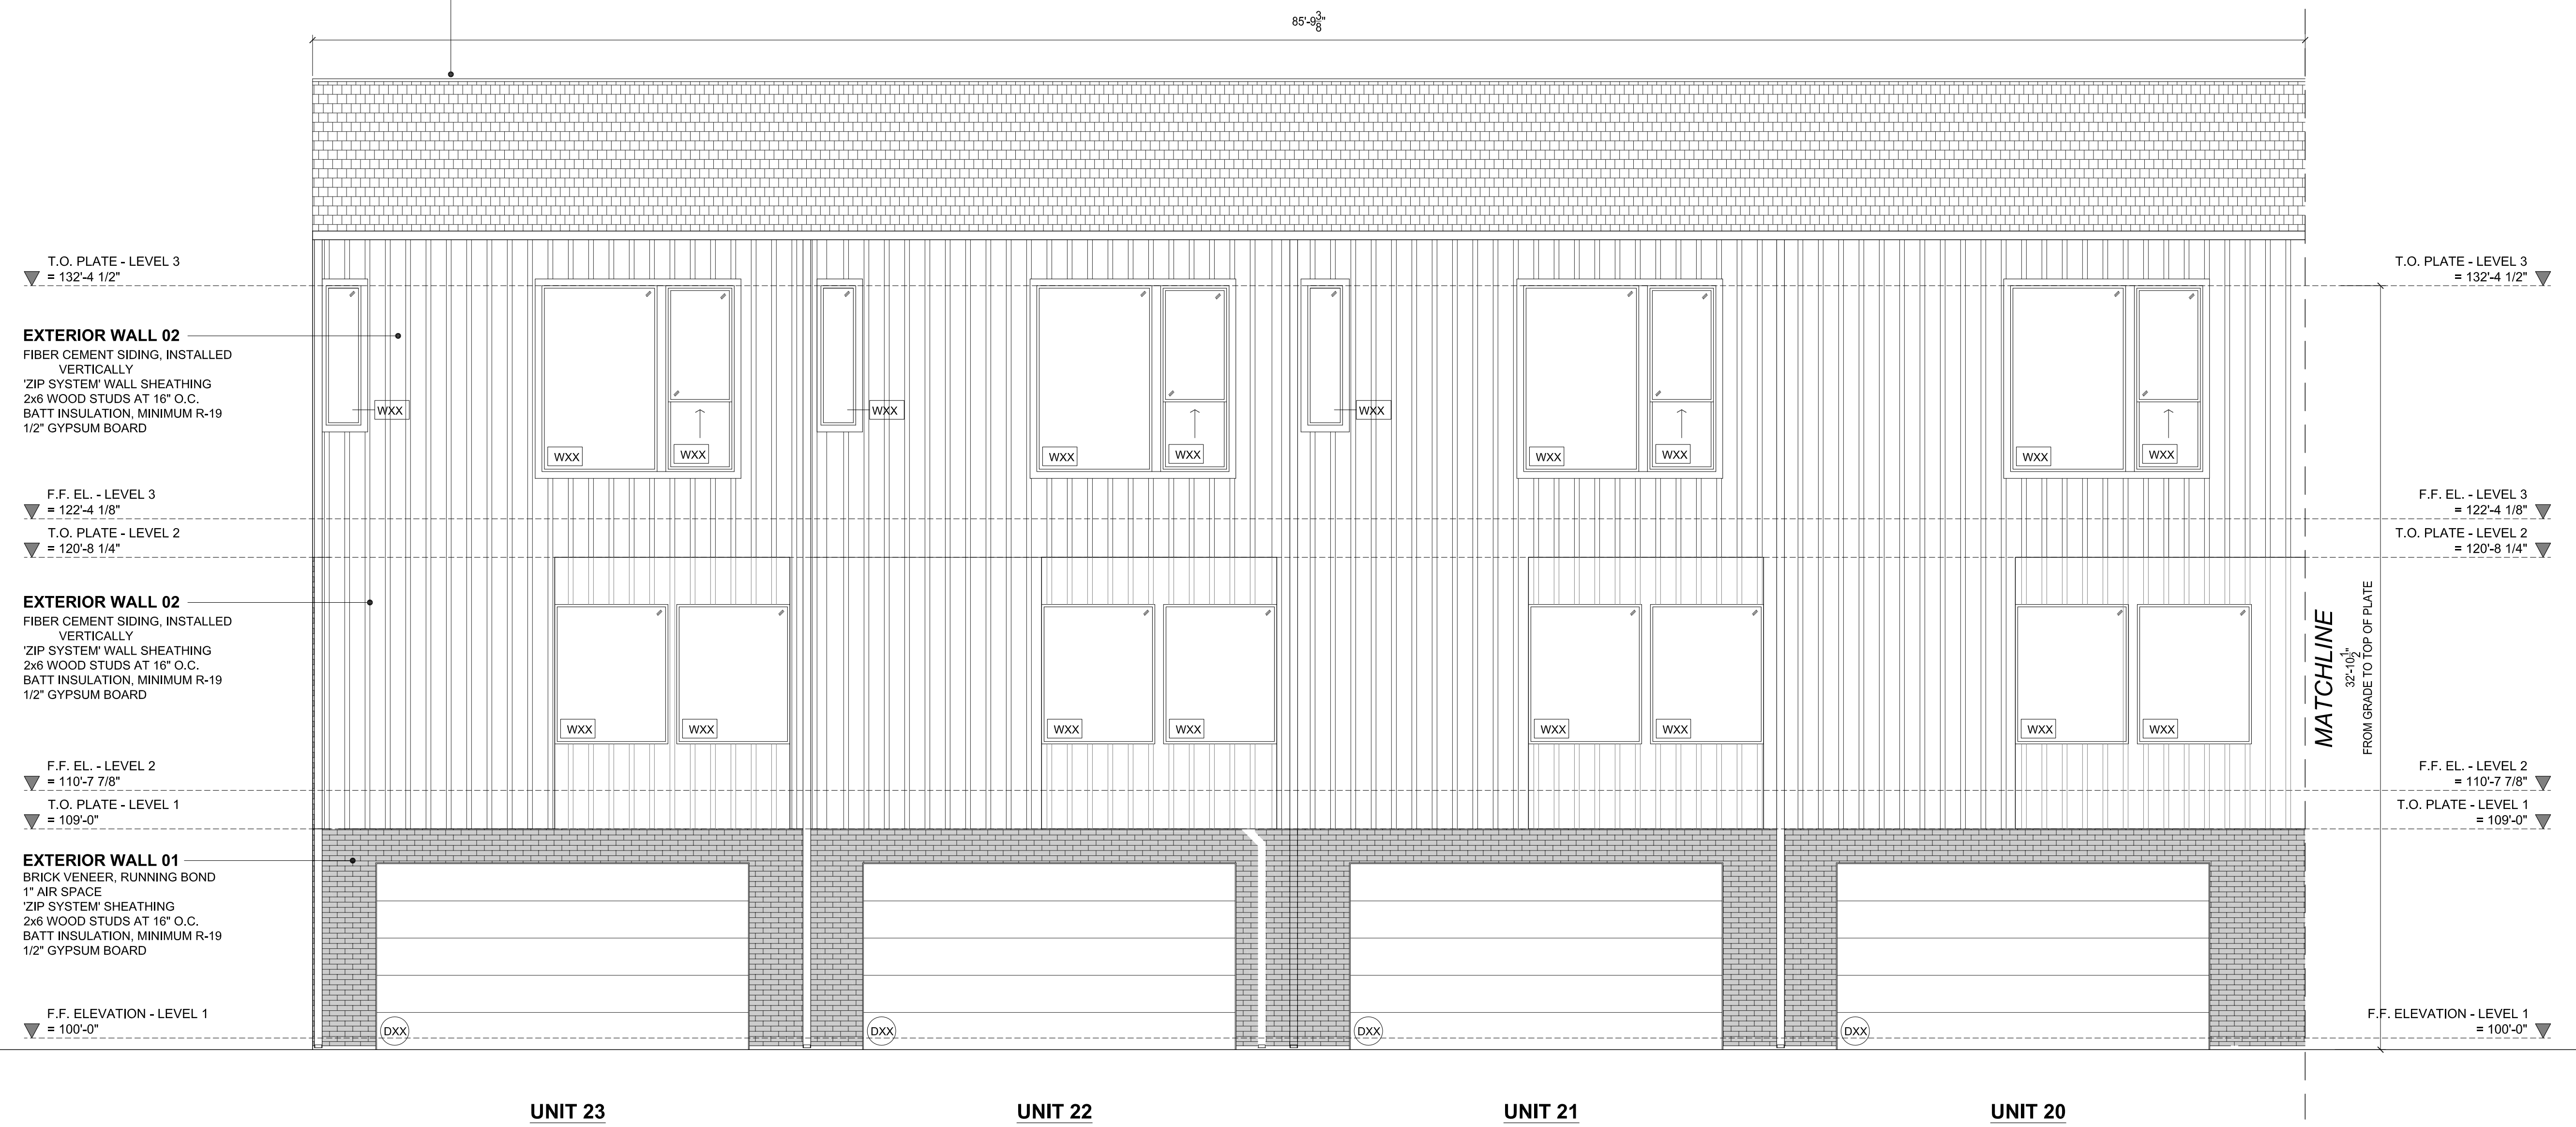 85'-9 3/8"
T.O. PLATE - LEVEL 3
= 132'-4 1/2"
T.O. PLATE - LEVEL 3
= 132'-4 1/2"
EXTERIOR WALL 02
FIBER CEMENT SIDING, INSTALLED
VERTICALLY
'ZIP SYSTEM' WALL SHEATHING
2x6 WOOD STUDS AT 16" O.C.
BATT INSULATION, MINIMUM R-19
1/2" GYPSUM BOARD
WXX
WXX
WXX
WXX
WXX
WXX
WXX
WXX
WXX
WXX
WXX
F.F. EL. - LEVEL 3
= 122'-4 1/8"
F.F. EL. - LEVEL 3
= 122'-4 1/8"
T.O. PLATE - LEVEL 2
= 120'-8 1/4"
T.O. PLATE - LEVEL 2
= 120'-8 1/4"
EXTERIOR WALL 02
FIBER CEMENT SIDING, INSTALLED
VERTICALLY
'ZIP SYSTEM' WALL SHEATHING
2x6 WOOD STUDS AT 16" O.C.
BATT INSULATION, MINIMUM R-19
1/2" GYPSUM BOARD
WXX
WXX
WXX
WXX
WXX
WXX
WXX
WXX
MATCHLINE
32'-10 1/2"
FROM GRADE TO TOP OF PLATE
F.F. EL. - LEVEL 2
= 110'-7 7/8"
F.F. EL. - LEVEL 2
= 110'-7 7/8"
T.O. PLATE - LEVEL 1
= 109'-0"
T.O. PLATE - LEVEL 1
= 109'-0"
EXTERIOR WALL 01
BRICK VENEER, RUNNING BOND
1" AIR SPACE
'ZIP SYSTEM' SHEATHING
2x6 WOOD STUDS AT 16" O.C.
BATT INSULATION, MINIMUM R-19
1/2" GYPSUM BOARD
F.F. ELEVATION - LEVEL 1
= 100'-0"
F.F. ELEVATION - LEVEL 1
= 100'-0"
DXX
DXX
DXX
DXX
UNIT 23
UNIT 22
UNIT 21
UNIT 20